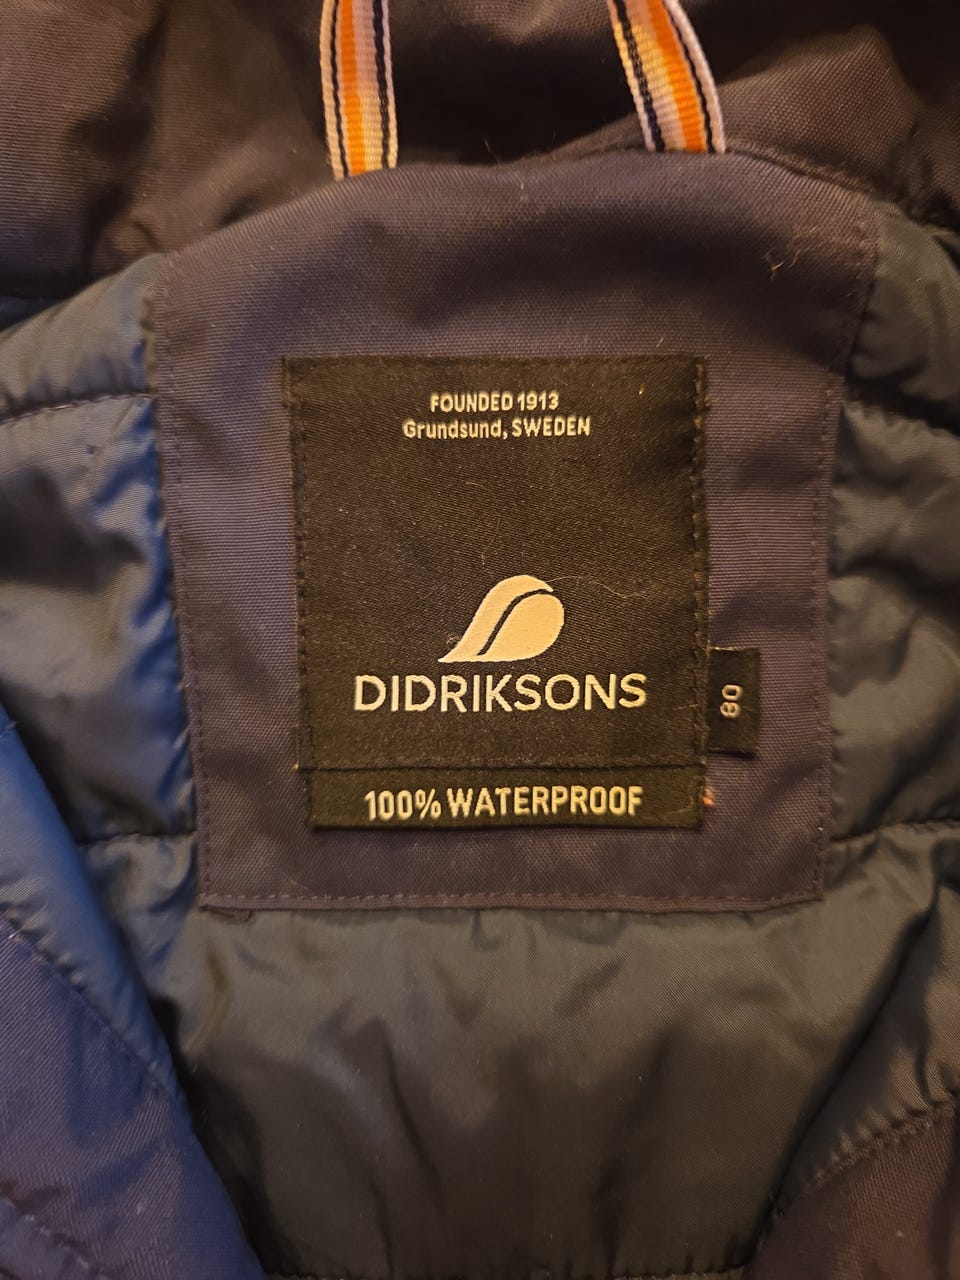 FOUNDED 1913
Grundsund, SWEDEN
DIDRIKSONS
80
100% WATERPROOF